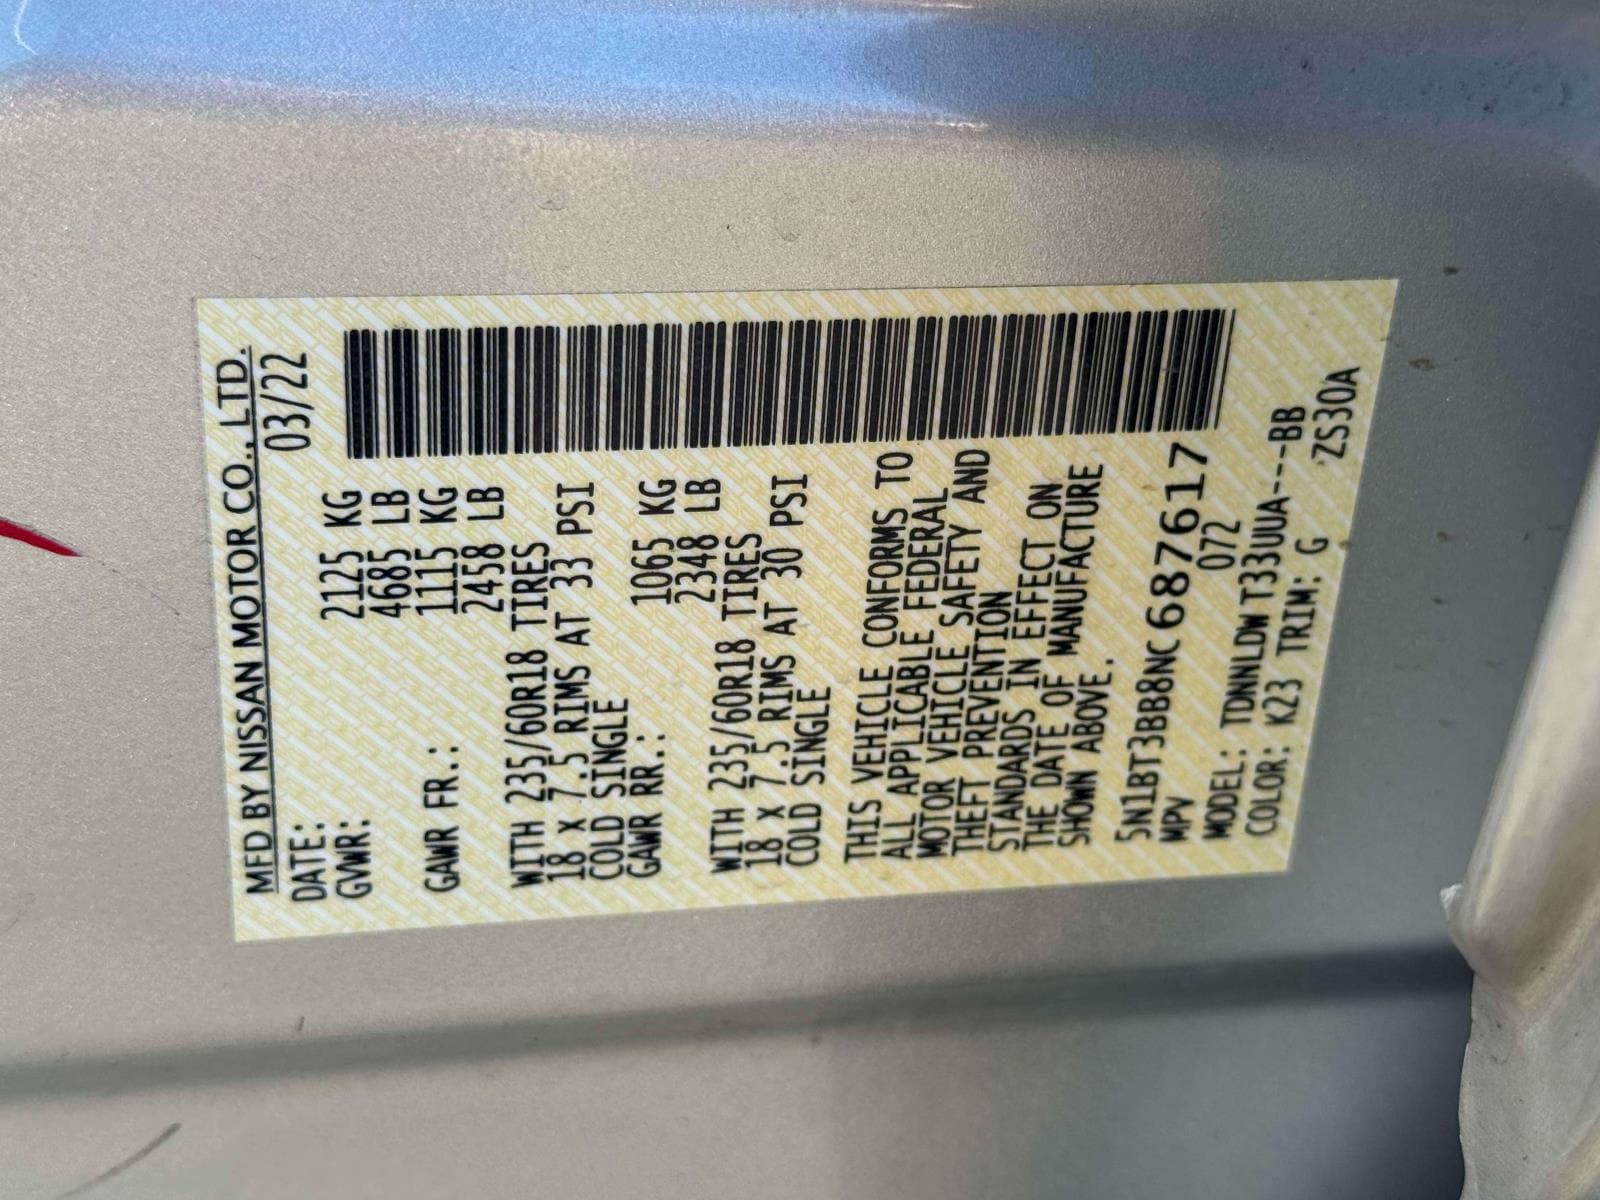 MFD BY NISSAN MOTOR CO., LTD.
DATE: 03/22
GVWR: 2125 KG
4685 LB
GAWR FR.: 1115 KG
2458 LB
WITH 235/60R18 TIRES
18 X 7.5 RIMS AT 33 PSI
COLD SINGLE
GAWR RR.: 1065 KG
2348 LB
WITH 235/60R18 TIRES
18 X 7.5 RIMS AT 30 PSI
COLD SINGLE
THIS VEHICLE CONFORMS TO
ALL APPLICABLE FEDERAL
MOTOR VEHICLE SAFETY AND
THEFT PREVENTION
STANDARDS IN EFFECT ON
THE DATE OF MANUFACTURE
SHOWN ABOVE.
5N1BT3BB8NC687617
MPV 072
MODEL: TDNNLDW T33UUA---BB
COLOR: K23 TRIM: G ZS30A